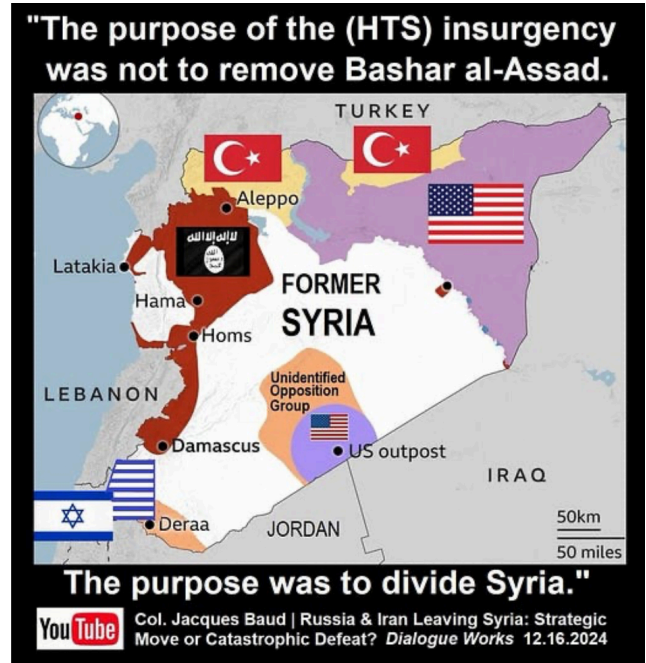 "The purpose of the (HTS) insurgency
was not to remove Bashar al-Assad.
TURKEY
Aleppo
Latakia
Hama
FORMER
SYRIA
Homs
Unidentified
Opposition
Group
LEBANON
Damascus
US outpost
IRAQ
Deraa
JORDAN
50km
50 miles
The purpose was to divide Syria."
YouTube
Col. Jacques Baud | Russia & Iran Leaving Syria: Strategic
Move or Catastrophic Defeat? Dialogue Works 12.16.2024